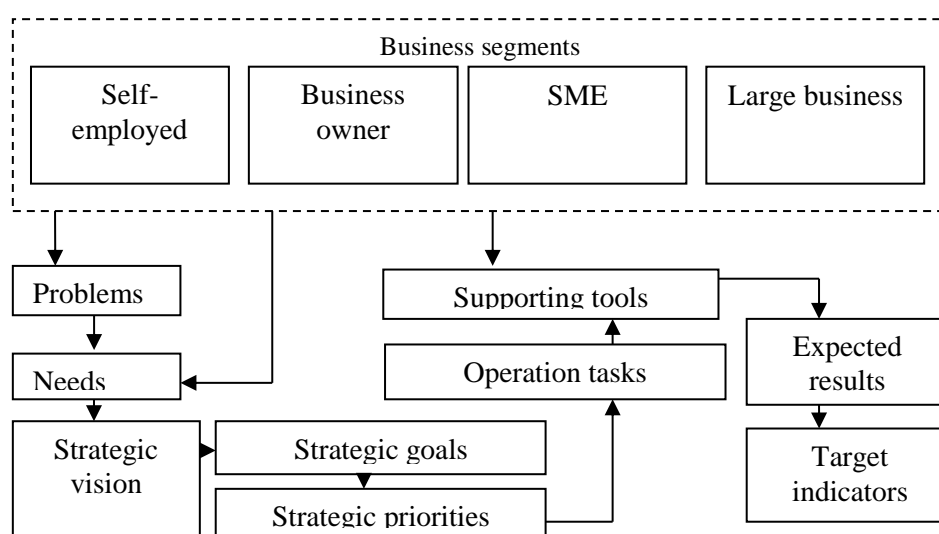 Business segments
Self-
employed
Business
owner
SME
Large business
Problems
Needs
Strategic
vision
Strategic goals
Strategic priorities
Operation tasks
Supporting tools
Expected
results
Target
indicators